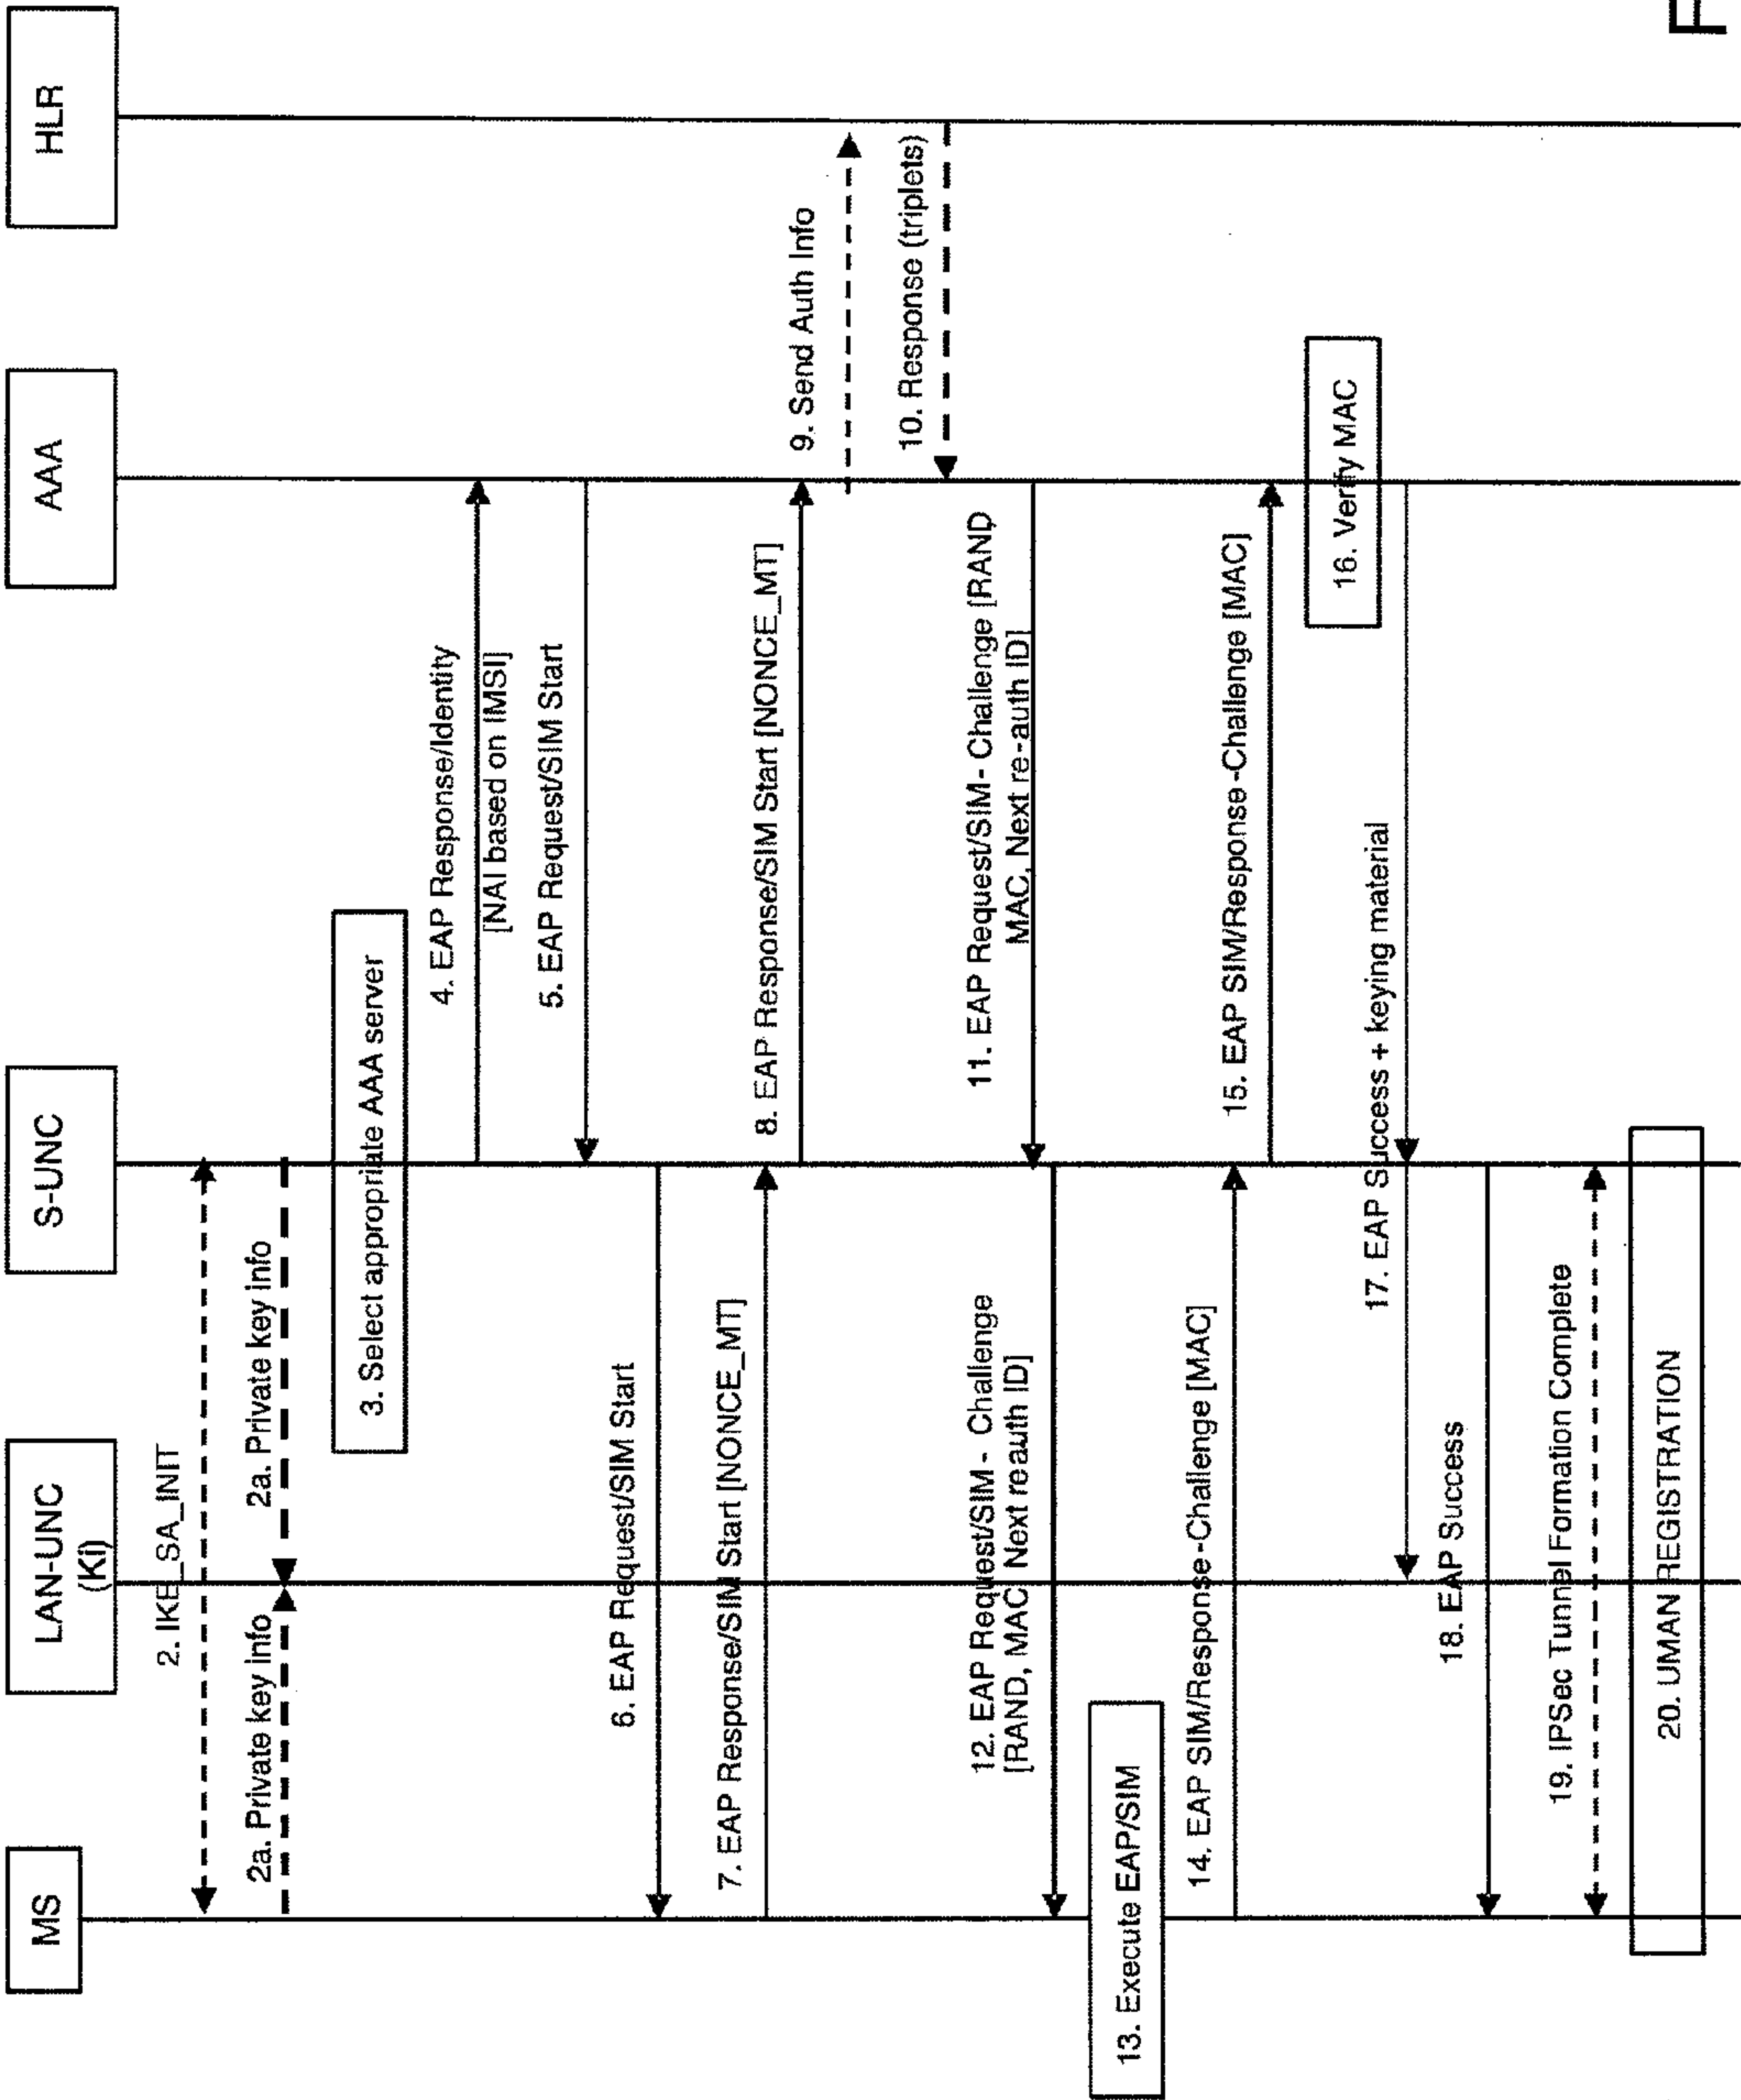 MS
LAN-UNC
(Ki)
S-UNC
AAA
HLR
2. IKE_SA_INIT
2a. Private key info
2a. Private key info
3. Select appropriate AAA server
4. EAP Response/Identity
[NAI based on IMSI]
5. EAP Request/SIM Start
6. EAP Request/SIM Start
7. EAP Response/SIM Start [NONCE_MT]
8. EAP Response/SIM Start [NONCE_MT]
9. Send Auth Info
10. Response (triplets)
11. EAP Request/SIM- Challenge [RAND
MAC, Next re-auth ID]
12. EAP Request/SIM - Challenge
[RAND, MAC, Next reauth ID]
13. Execute EAP/SIM
14. EAP SIM/Response-Challenge [MAC]
15. EAP SIM/Response -Challenge [MAC]
16. Verify MAC
17. EAP Success + keying material
18. EAP Success
19. IPSec Tunnel Formation Complete
20. UMAN REGISTRATION